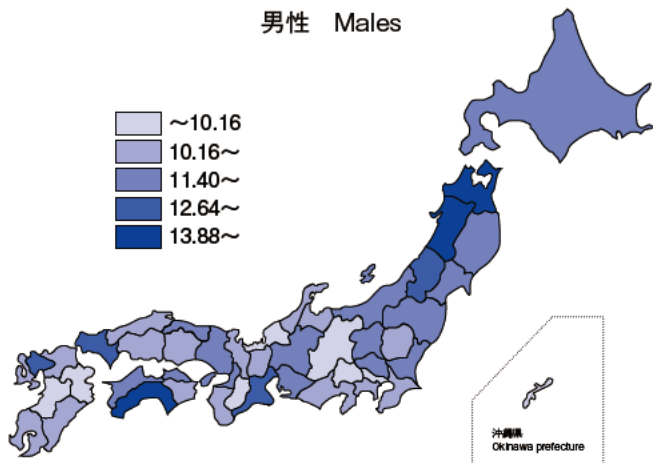 男性 Males
～10.16
10.16～
11.40～
12.64～
13.88～
沖縄県
Okinawa prefecture